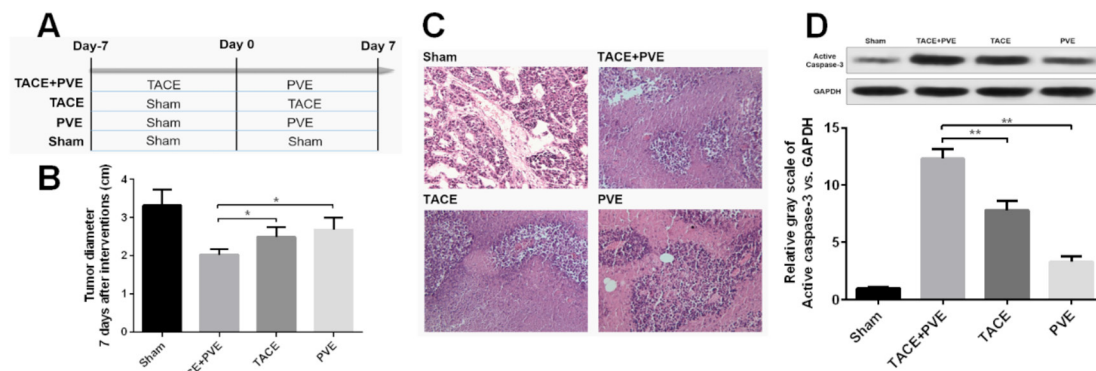 A
Day-7 Day 0 Day 7
TACE+PVE TACE PVE
TACE Sham TACE
PVE Sham PVE
Sham Sham Sham
B
Tumor diameter
7 days after interventions (cm)
4
3
2
1
0
* *
Sham CE+PVE TACE PVE
C
Sham TACE+PVE
TACE PVE
D
Sham TACE+PVE TACE PVE
Active
Caspase-3
GAPDH
Relative gray scale of
Active caspase-3 vs. GAPDH
15
10
5
0
** **
Sham TACE+PVE TACE PVE